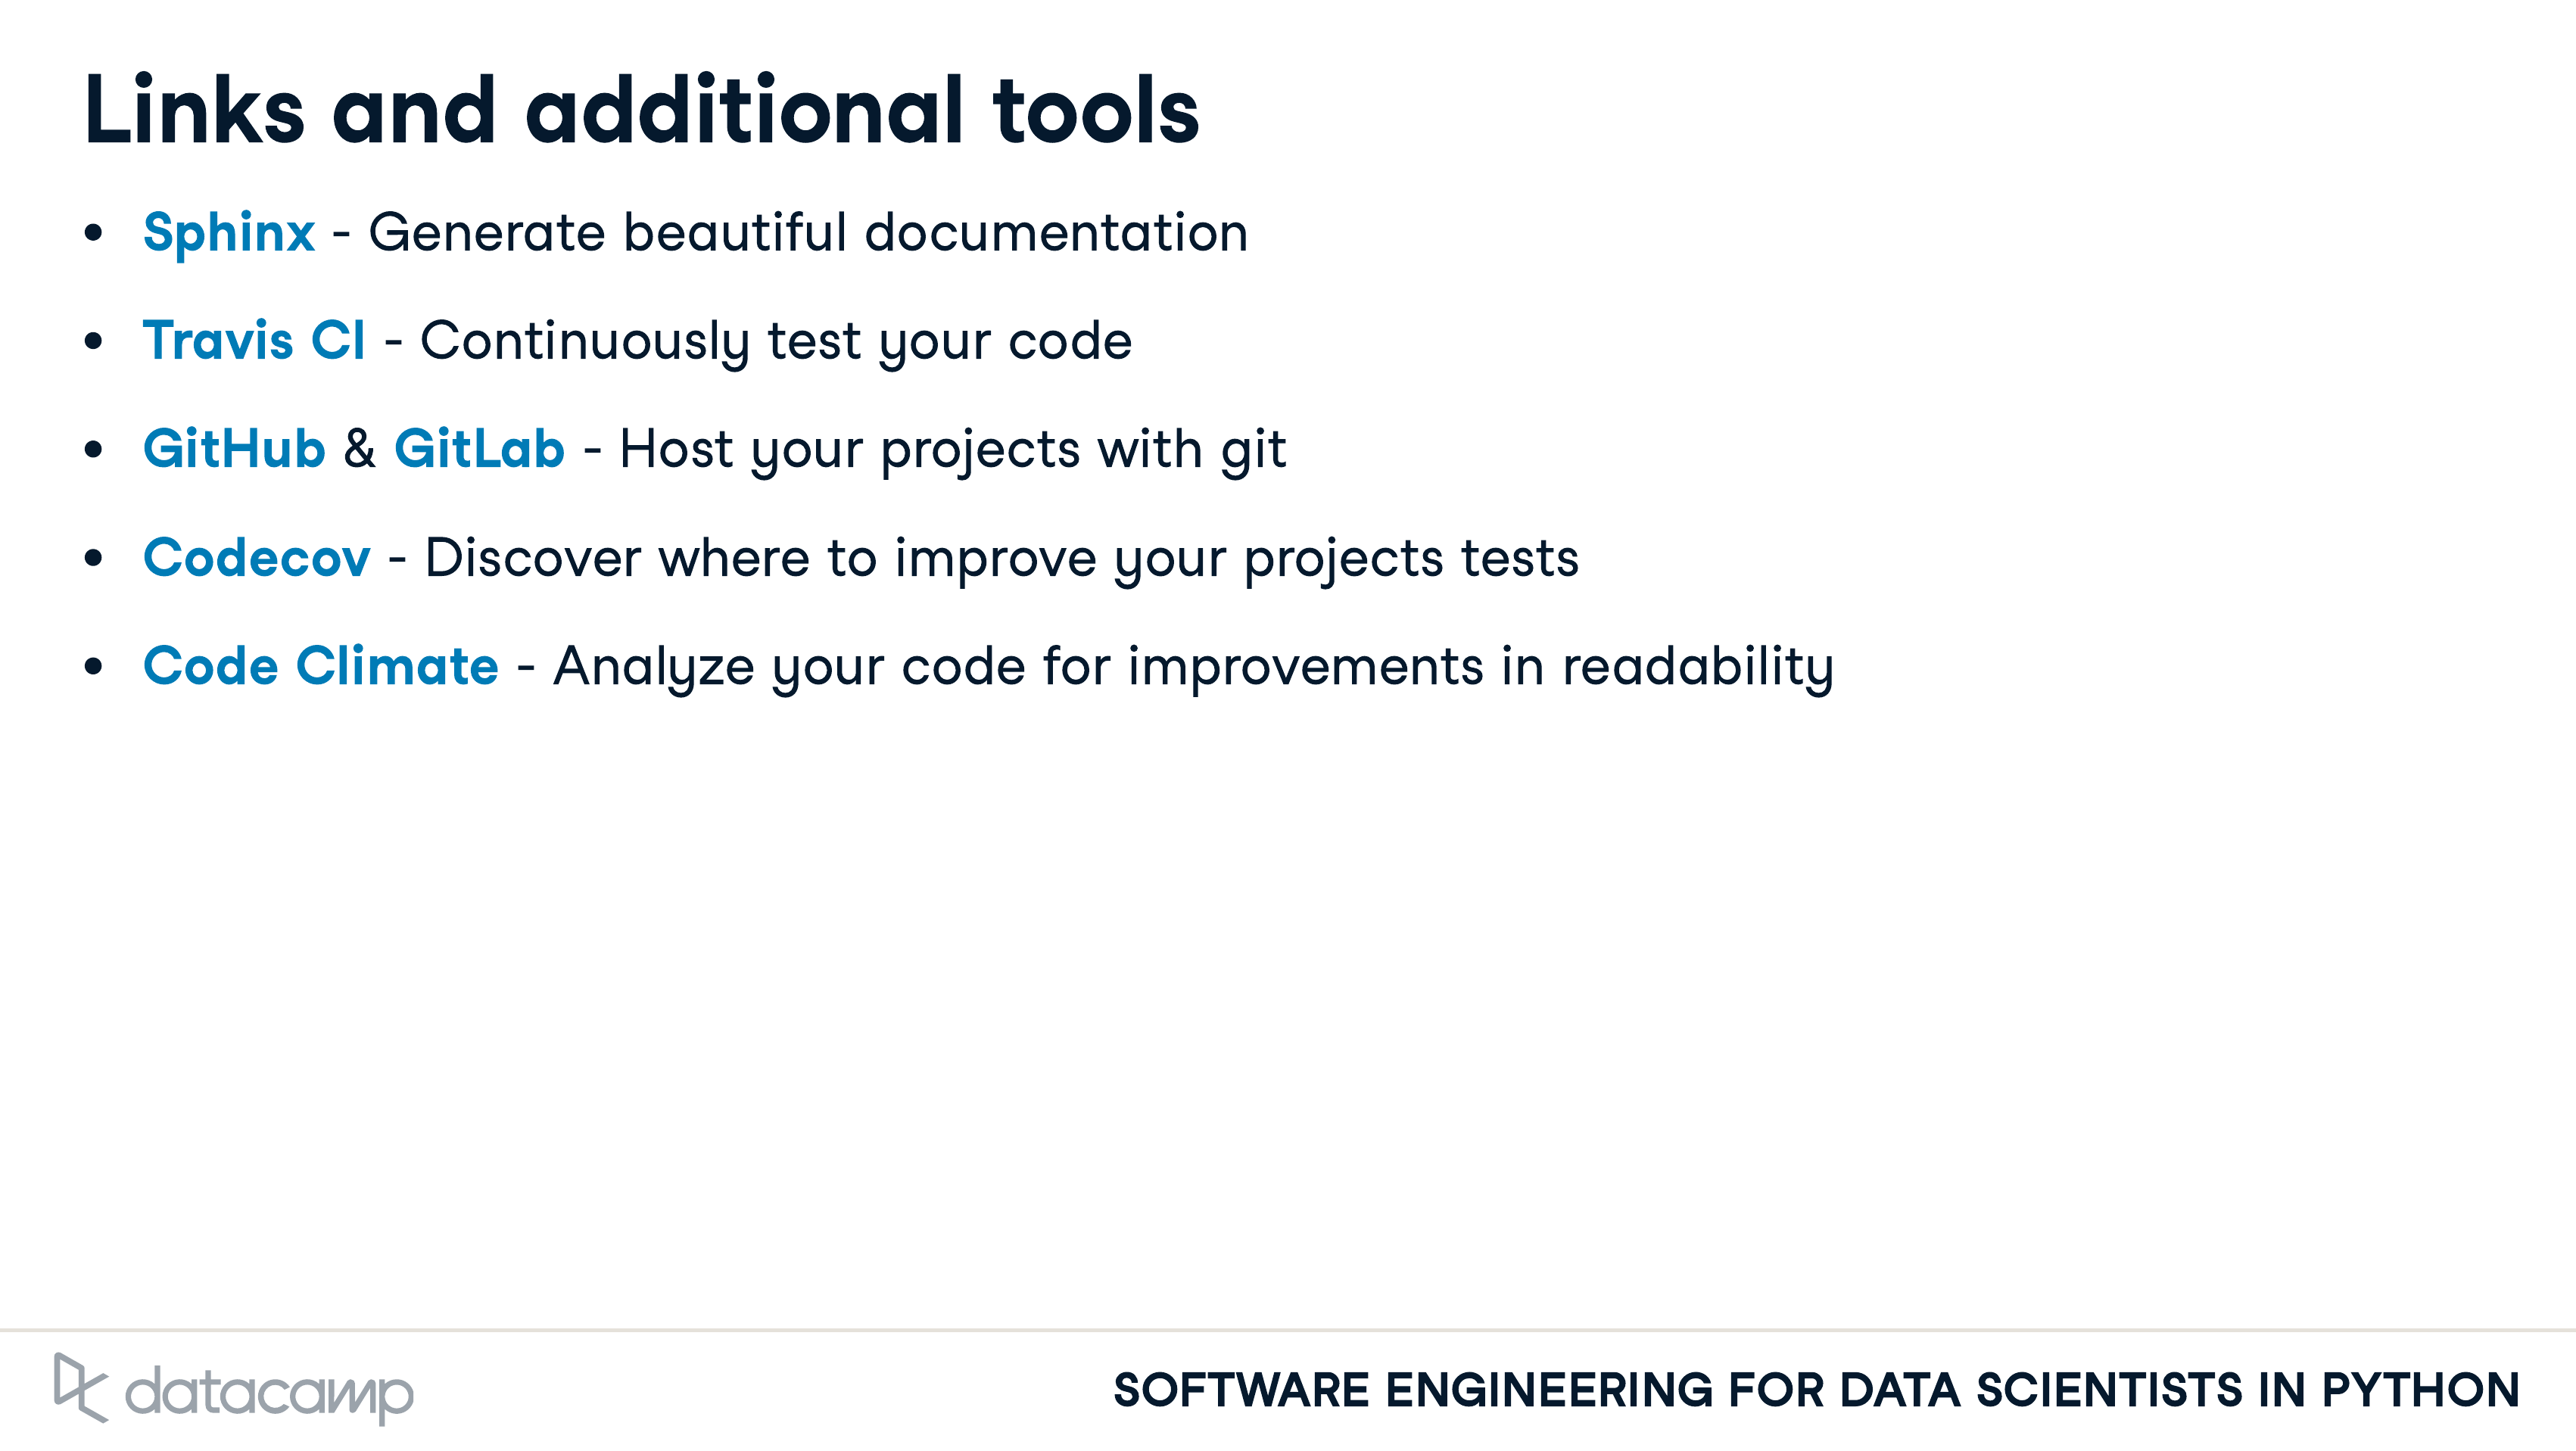 Links and additional tools
• Sphinx - Generate beautiful documentation
• Travis CI - Continuously test your code
• GitHub & GitLab - Host your projects with git
• Codecov - Discover where to improve your projects tests
• Code Climate - Analyze your code for improvements in readability
datacamp
SOFTWARE ENGINEERING FOR DATA SCIENTISTS IN PYTHON